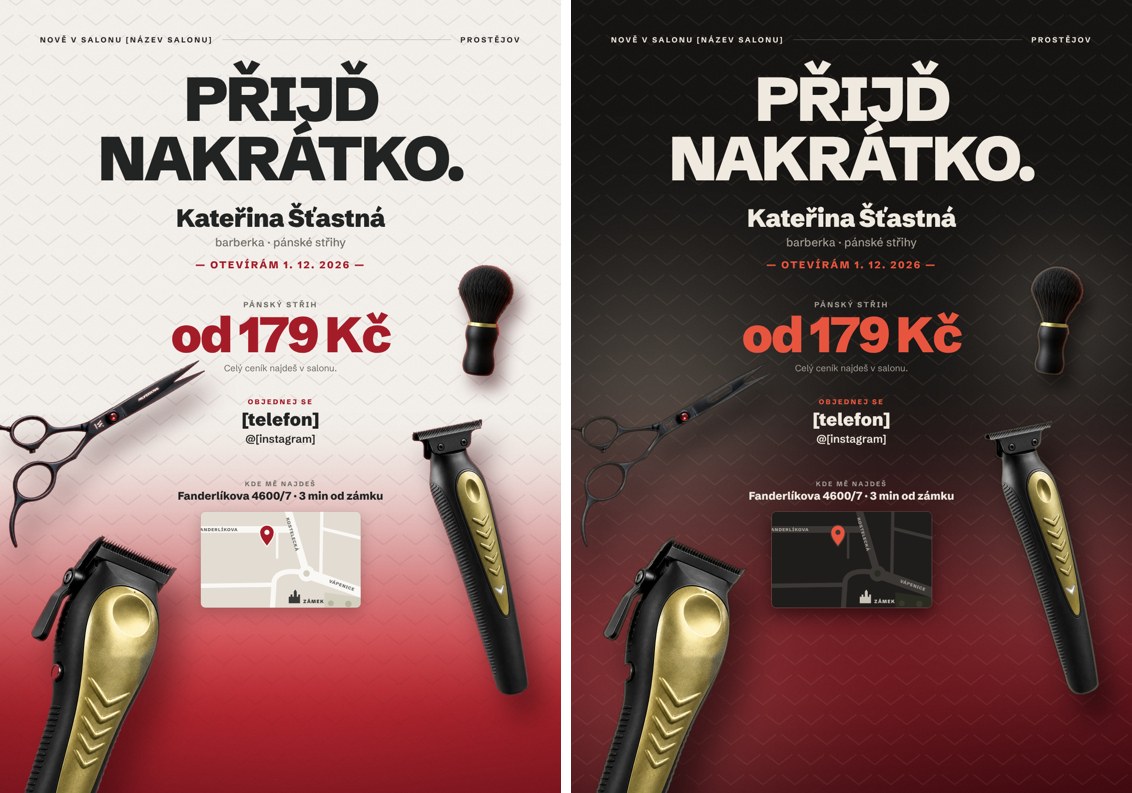 NOVĚ V SALONU [NÁZEV SALONU]
PROSTĚJOV
PŘIJĎ
NAKRÁTKO.
Kateřina Šťastná
barberka · pánské střihy
— OTEVÍRÁM 1. 12. 2026 —
PÁNSKÝ STŘIH
od 179 Kč
Celý ceník najdeš v salonu.
OBJEDNEJ SE
[telefon]
@[instagram]
KDE MĚ NAJDEŠ
Fanderlíkova 4600/7 · 3 min od zámku
ANDERLÍKOVA
KOSTELECKÁ
VÁPENICE
ZÁMEK
NOVĚ V SALONU [NÁZEV SALONU]
PROSTĚJOV
PŘIJĎ
NAKRÁTKO.
Kateřina Šťastná
barberka · pánské střihy
— OTEVÍRÁM 1. 12. 2026 —
PÁNSKÝ STŘIH
od 179 Kč
Celý ceník najdeš v salonu.
OBJEDNEJ SE
[telefon]
@[instagram]
KDE MĚ NAJDEŠ
Fanderlíkova 4600/7 · 3 min od zámku
ANDERLÍKOVA
KOSTELECKÁ
VÁPENICE
ZÁMEK